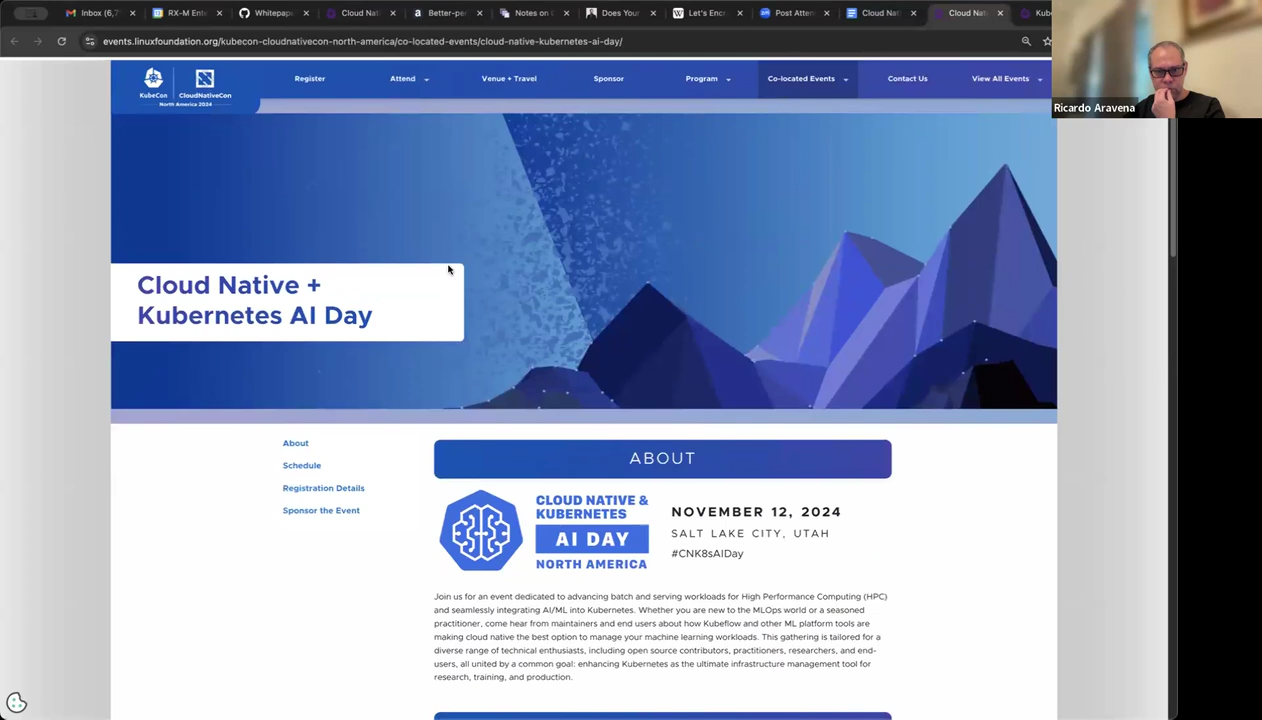 Inbox (6,7
RX-M Ente
Whitepape
Cloud Nat
Better-per
Notes on
Does Your
Let's Encr
Post Atten
Cloud Nat
Cloud Nat
Kube
events.linuxfoundation.org/kubecon-cloudnativecon-north-america/co-located-events/cloud-native-kubernetes-ai-day/
KubeCon
CloudNativeCon
North America 2024
Register
Attend
Venue + Travel
Sponsor
Program
Co-located Events
Contact Us
View All Events
Ricardo Aravena
Cloud Native +
Kubernetes AI Day
About
Schedule
Registration Details
Sponsor the Event
ABOUT
CLOUD NATIVE &
KUBERNETES
AI DAY
NORTH AMERICA
NOVEMBER 12, 2024
SALT LAKE CITY, UTAH
#CNK8sAIDay
Join us for an event dedicated to advancing batch and serving workloads for High Performance Computing (HPC)
and seamlessly integrating AI/ML into Kubernetes. Whether you are new to the MLOps world or a seasoned
practitioner, come hear from maintainers and end users about how Kubeflow and other ML platform tools are
making cloud native the best option to manage your machine learning workloads. This gathering is tailored for a
diverse range of technical enthusiasts, including open source contributors, practitioners, researchers, and end-
users, all united by a common goal: enhancing Kubernetes as the ultimate infrastructure management tool for
research, training, and production.